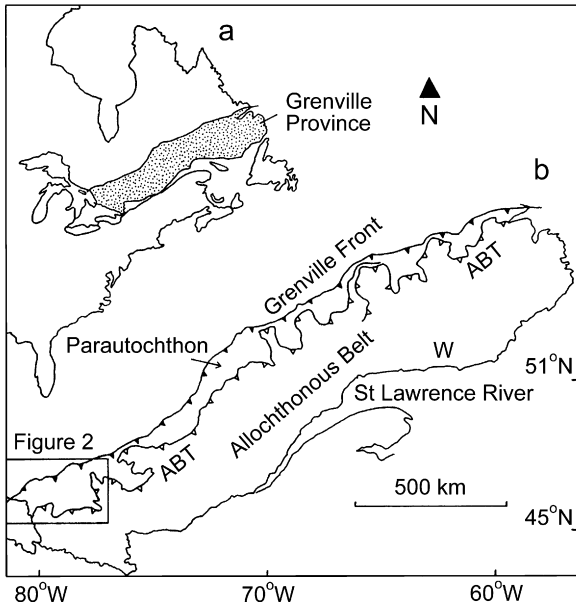 a
Grenville
Province
N
b
Grenville Front
ABT
Parautochthon
Allochthonous Belt
W
51°N
St Lawrence River
Figure 2
ABT
500 km
45°N
80°W
70°W
60°W